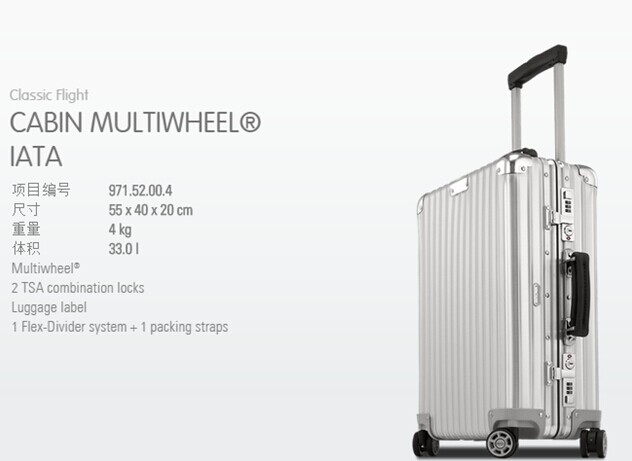 Classic Flight
CABIN MULTIWHEEL®
IATA
项目编号 971.52.00.4
尺寸 55 x 40 x 20 cm
重量 4 kg
体积 33.0 l
Multiwheel®
2 TSA combination locks
Luggage label
1 Flex-Divider system + 1 packing straps